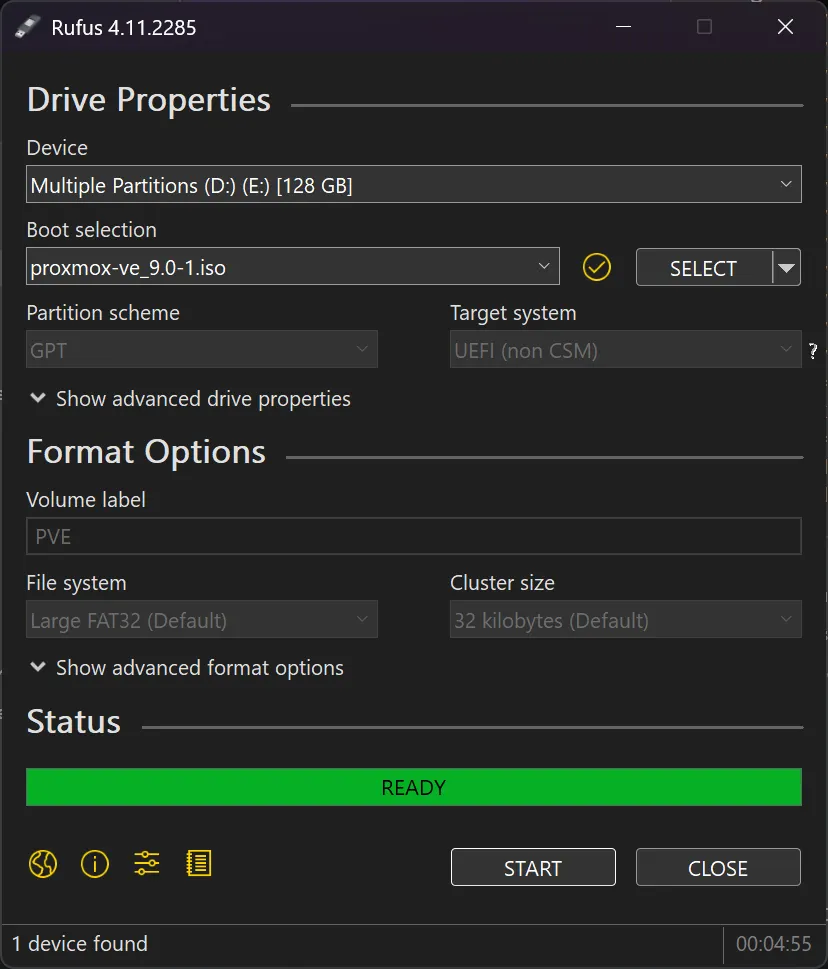 Rufus 4.11.2285
Drive Properties
Device
Multiple Partitions (D:) (E:) [128 GB]
Boot selection
proxmox-ve_9.0-1.iso
SELECT
Partition scheme
Target system
GPT
UEFI (non CSM)
?
Show advanced drive properties
Format Options
Volume label
PVE
File system
Cluster size
Large FAT32 (Default)
32 kilobytes (Default)
Show advanced format options
Status
READY
START
CLOSE
1 device found
00:04:55